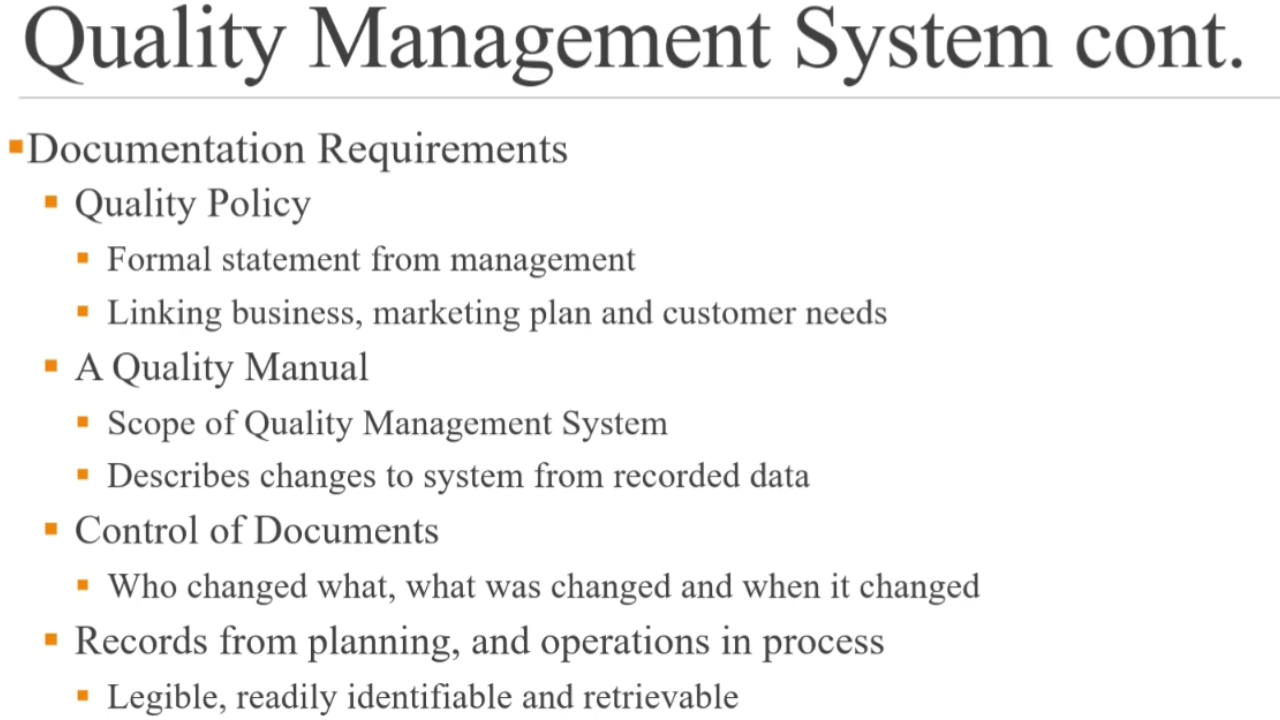 Quality Management System cont.
Documentation Requirements
Quality Policy
Formal statement from management
Linking business, marketing plan and customer needs
A Quality Manual
Scope of Quality Management System
Describes changes to system from recorded data
Control of Documents
Who changed what, what was changed and when it changed
Records from planning, and operations in process
Legible, readily identifiable and retrievable